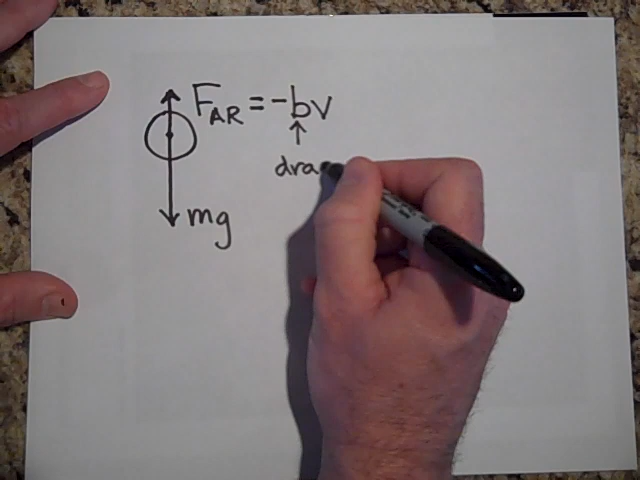 F_AR = -bv
↑
dra
mg